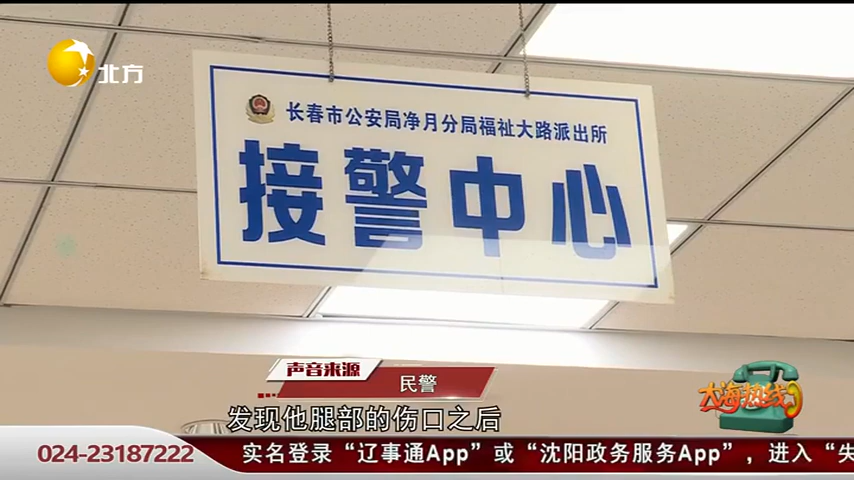 北方
长春市公安局净月分局福祉大路派出所
接警中心
声音来源
民警
大海热线
发现他腿部的伤口之后
024-23187222
实名登录“辽事通App”或“沈阳政务服务App”，进入“失